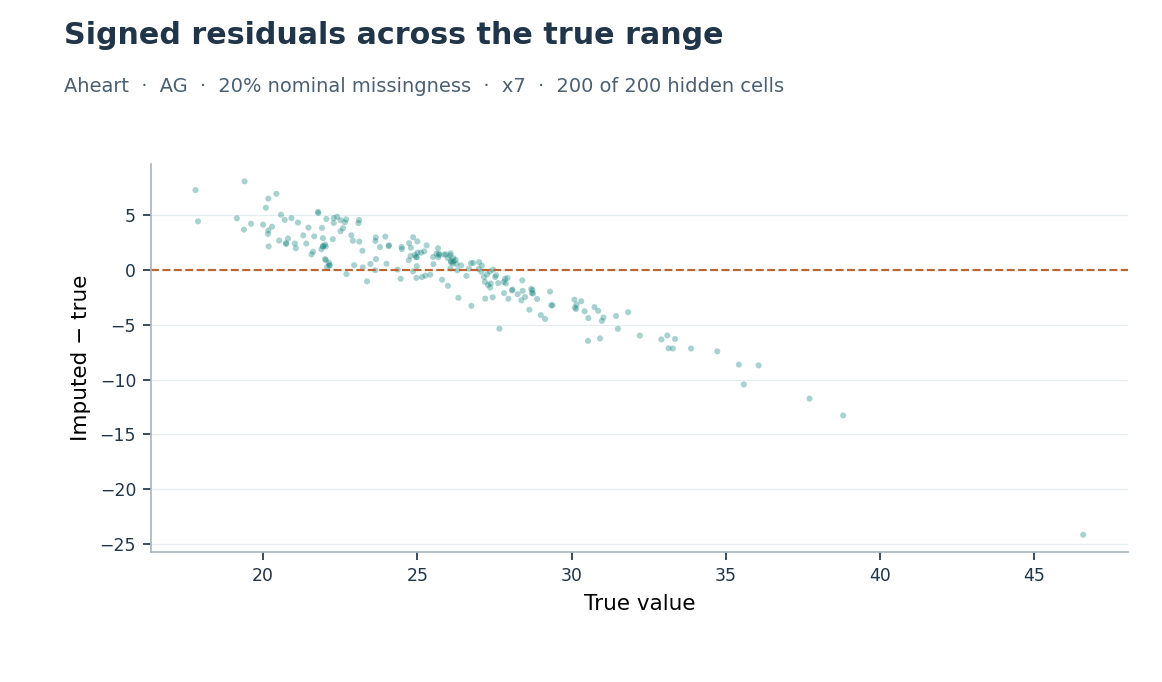 Signed residuals across the true range
Aheart · AG · 20% nominal missingness · x7 · 200 of 200 hidden cells
Imputed − true
5
0
−5
−10
−15
−20
−25
20 25 30 35 40 45
True value